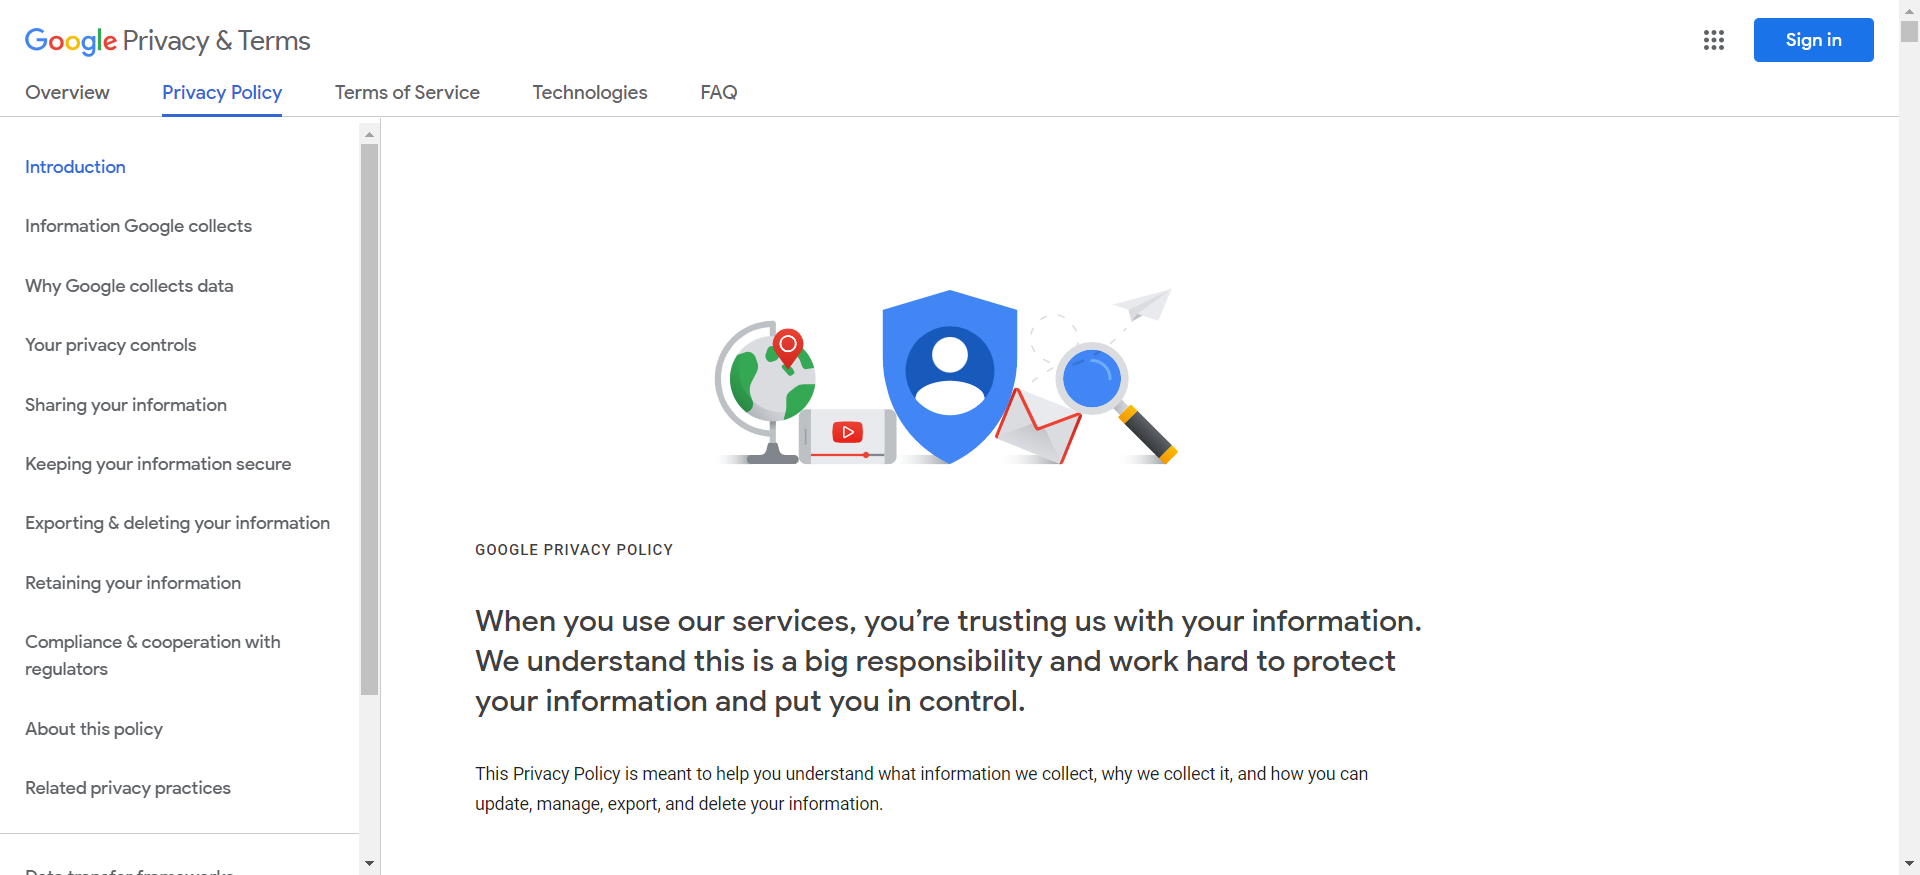 Google Privacy & Terms
Sign in
Overview
Privacy Policy
Terms of Service
Technologies
FAQ
Introduction
Information Google collects
Why Google collects data
Your privacy controls
Sharing your information
Keeping your information secure
Exporting & deleting your information
Retaining your information
Compliance & cooperation with
regulators
About this policy
Related privacy practices
Data transfer frameworks
GOOGLE PRIVACY POLICY
When you use our services, you’re trusting us with your information.
We understand this is a big responsibility and work hard to protect
your information and put you in control.
This Privacy Policy is meant to help you understand what information we collect, why we collect it, and how you can
update, manage, export, and delete your information.